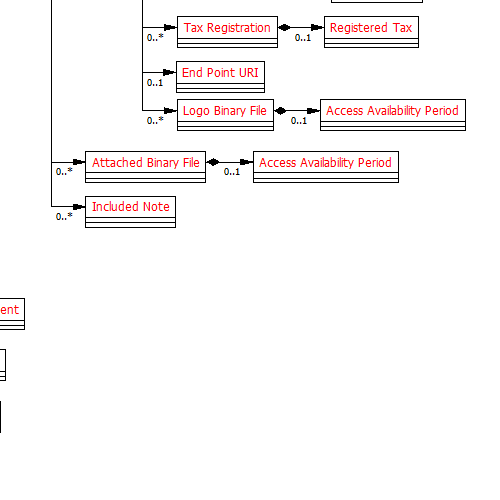 Tax Registration
Registered Tax
0..*
0..1
End Point URI
0..1
Logo Binary File
Access Availability Period
0..*
0..1
Attached Binary File
Access Availability Period
0..*
0..1
Included Note
0..*
ent